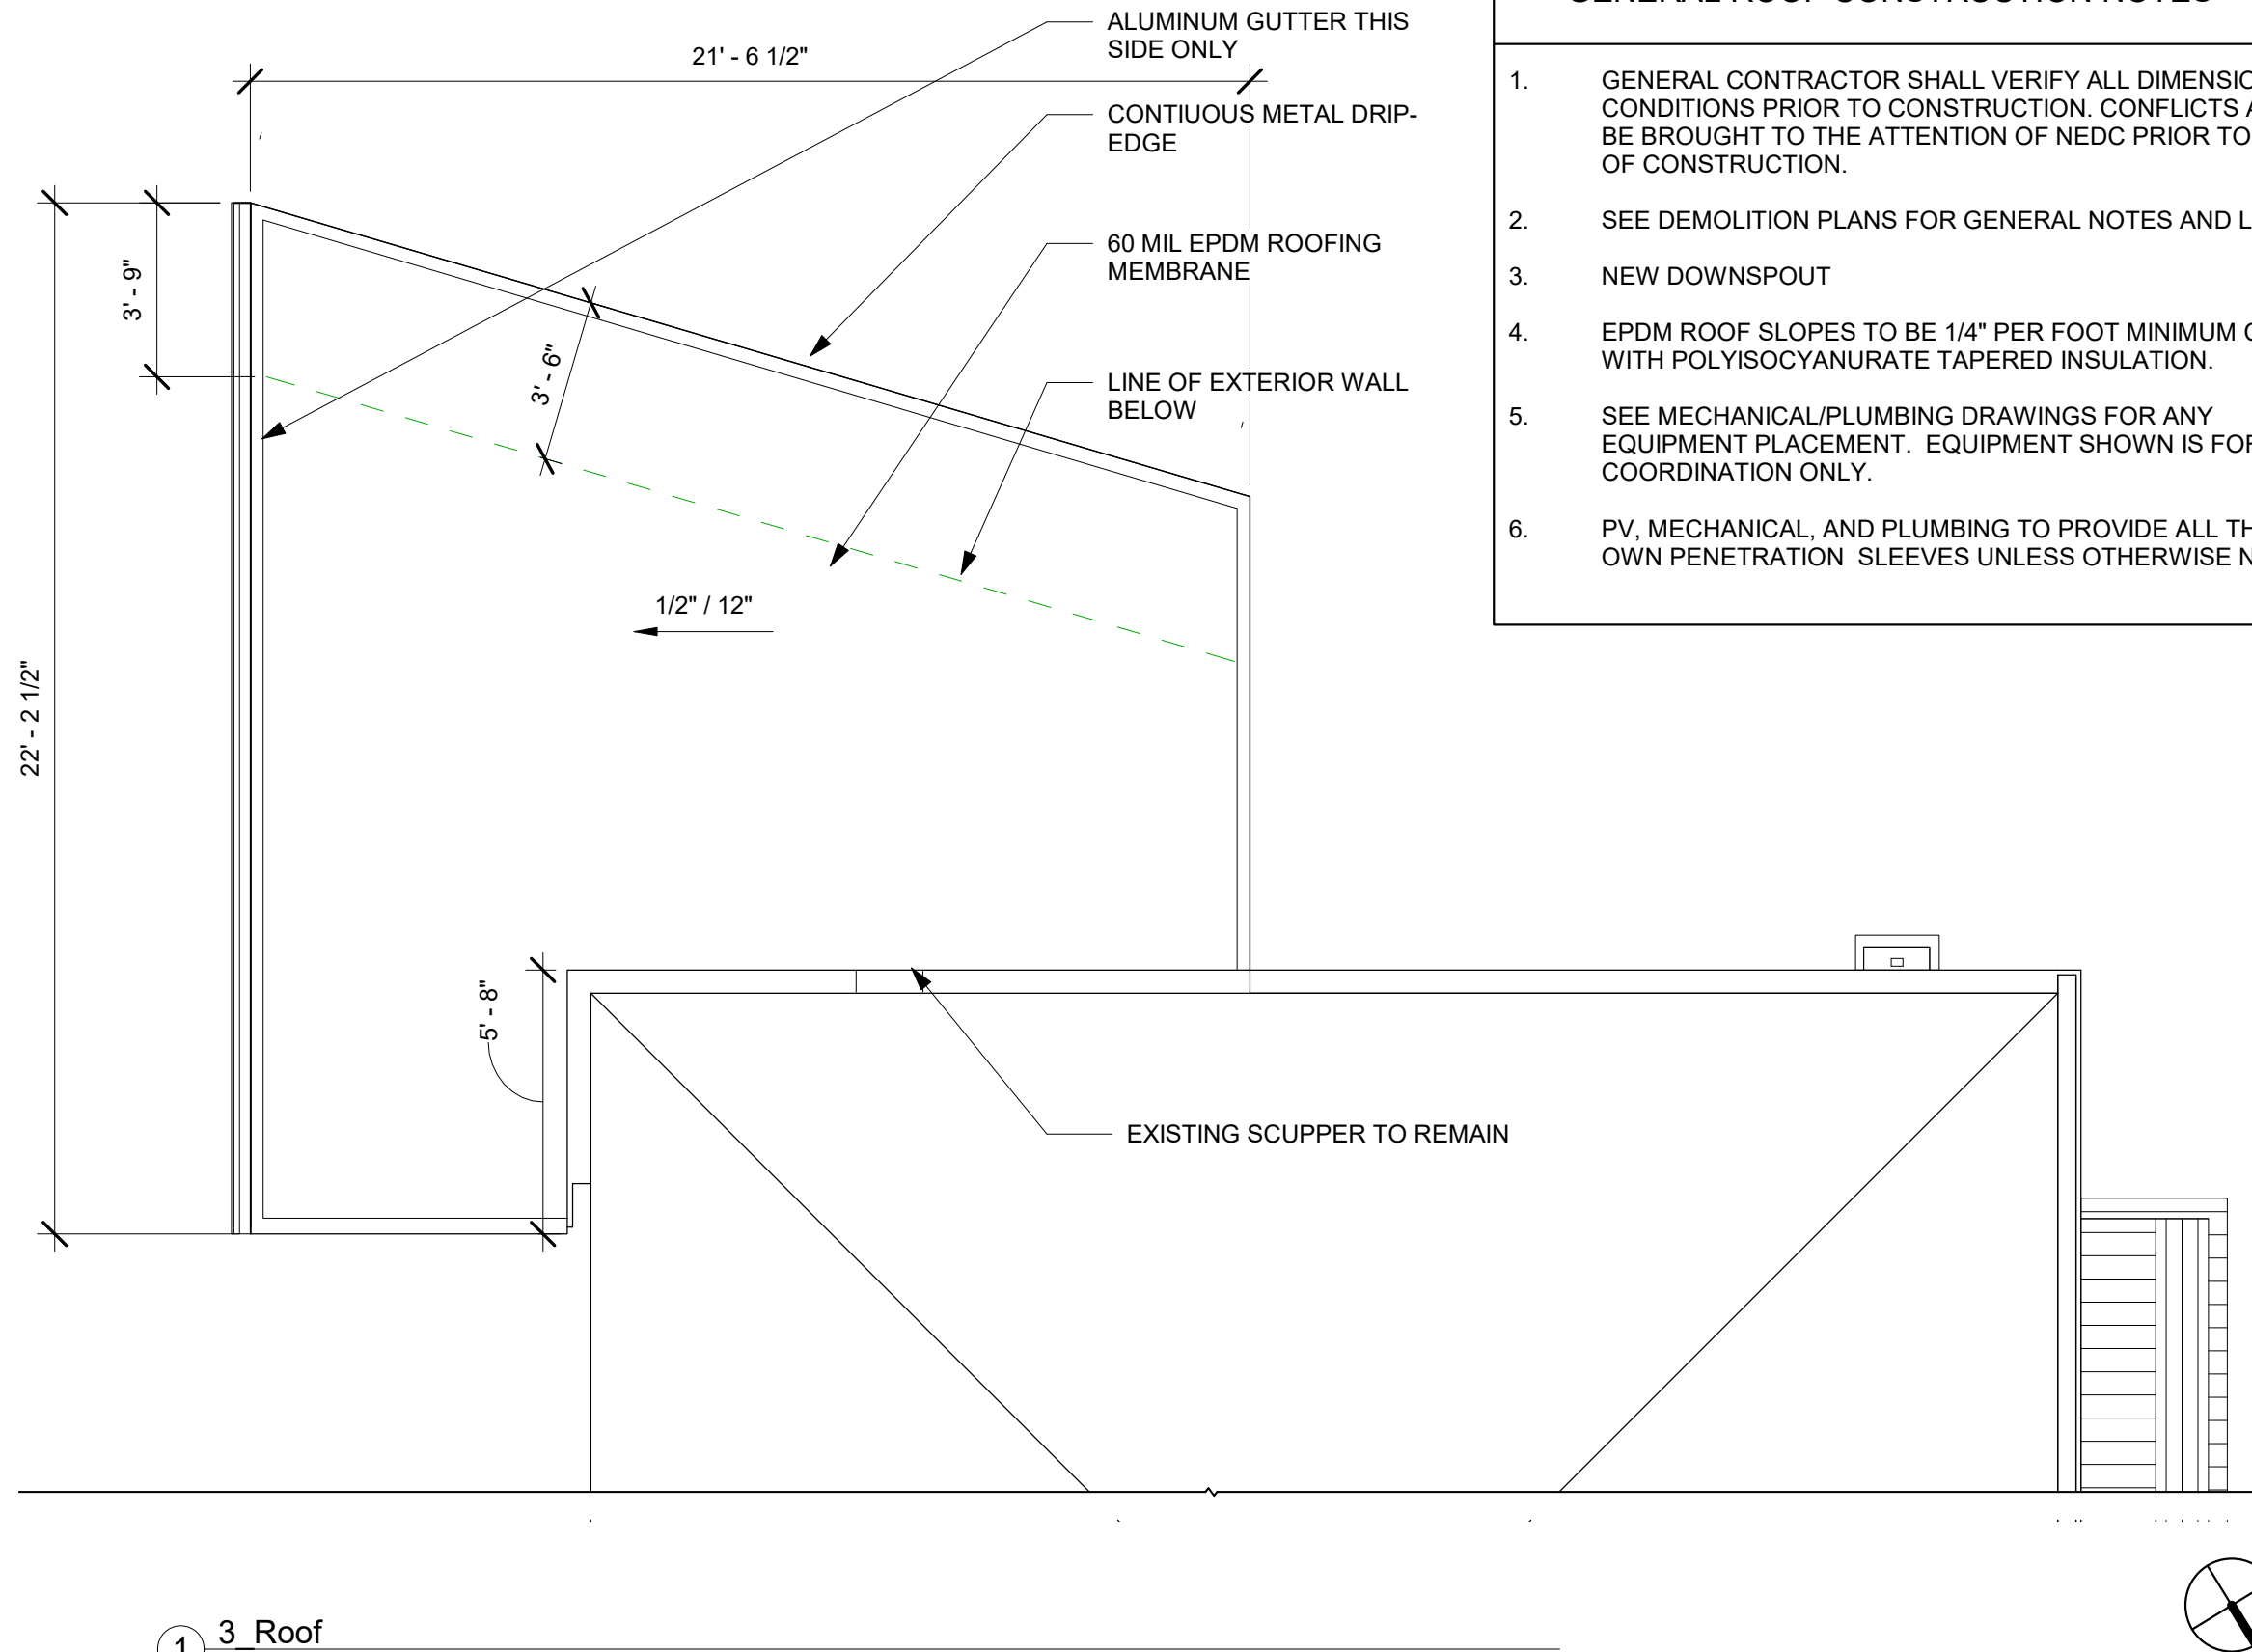 ALUMINUM GUTTER THIS
SIDE ONLY
21' - 6 1/2"
CONTIUOUS METAL DRIP-
EDGE
60 MIL EPDM ROOFING
MEMBRANE
3' - 9"
3' - 6"
LINE OF EXTERIOR WALL
BELOW
1/2" / 12"
22' - 2 1/2"
5' - 8"
EXISTING SCUPPER TO REMAIN
GENERAL ROOF CONSTRUCTION NOTES
1. GENERAL CONTRACTOR SHALL VERIFY ALL
CONDITIONS PRIOR TO CONSTRUCTION. CONFLICTS
BE BROUGHT TO THE ATTENTION OF NEDC PRIOR TO
OF CONSTRUCTION.
2. SEE DEMOLITION PLANS FOR GENERAL NOTES AND
3. NEW DOWNSPOUT
4. EPDM ROOF SLOPES TO BE 1/4" PER FOOT MINIMUM
WITH POLYISOCYANURATE TAPERED INSULATION.
5. SEE MECHANICAL/PLUMBING DRAWINGS FOR ANY
EQUIPMENT PLACEMENT. EQUIPMENT SHOWN IS FOR
COORDINATION ONLY.
6. PV, MECHANICAL, AND PLUMBING TO PROVIDE ALL
OWN PENETRATION SLEEVES UNLESS OTHERWISE
1 3_Roof